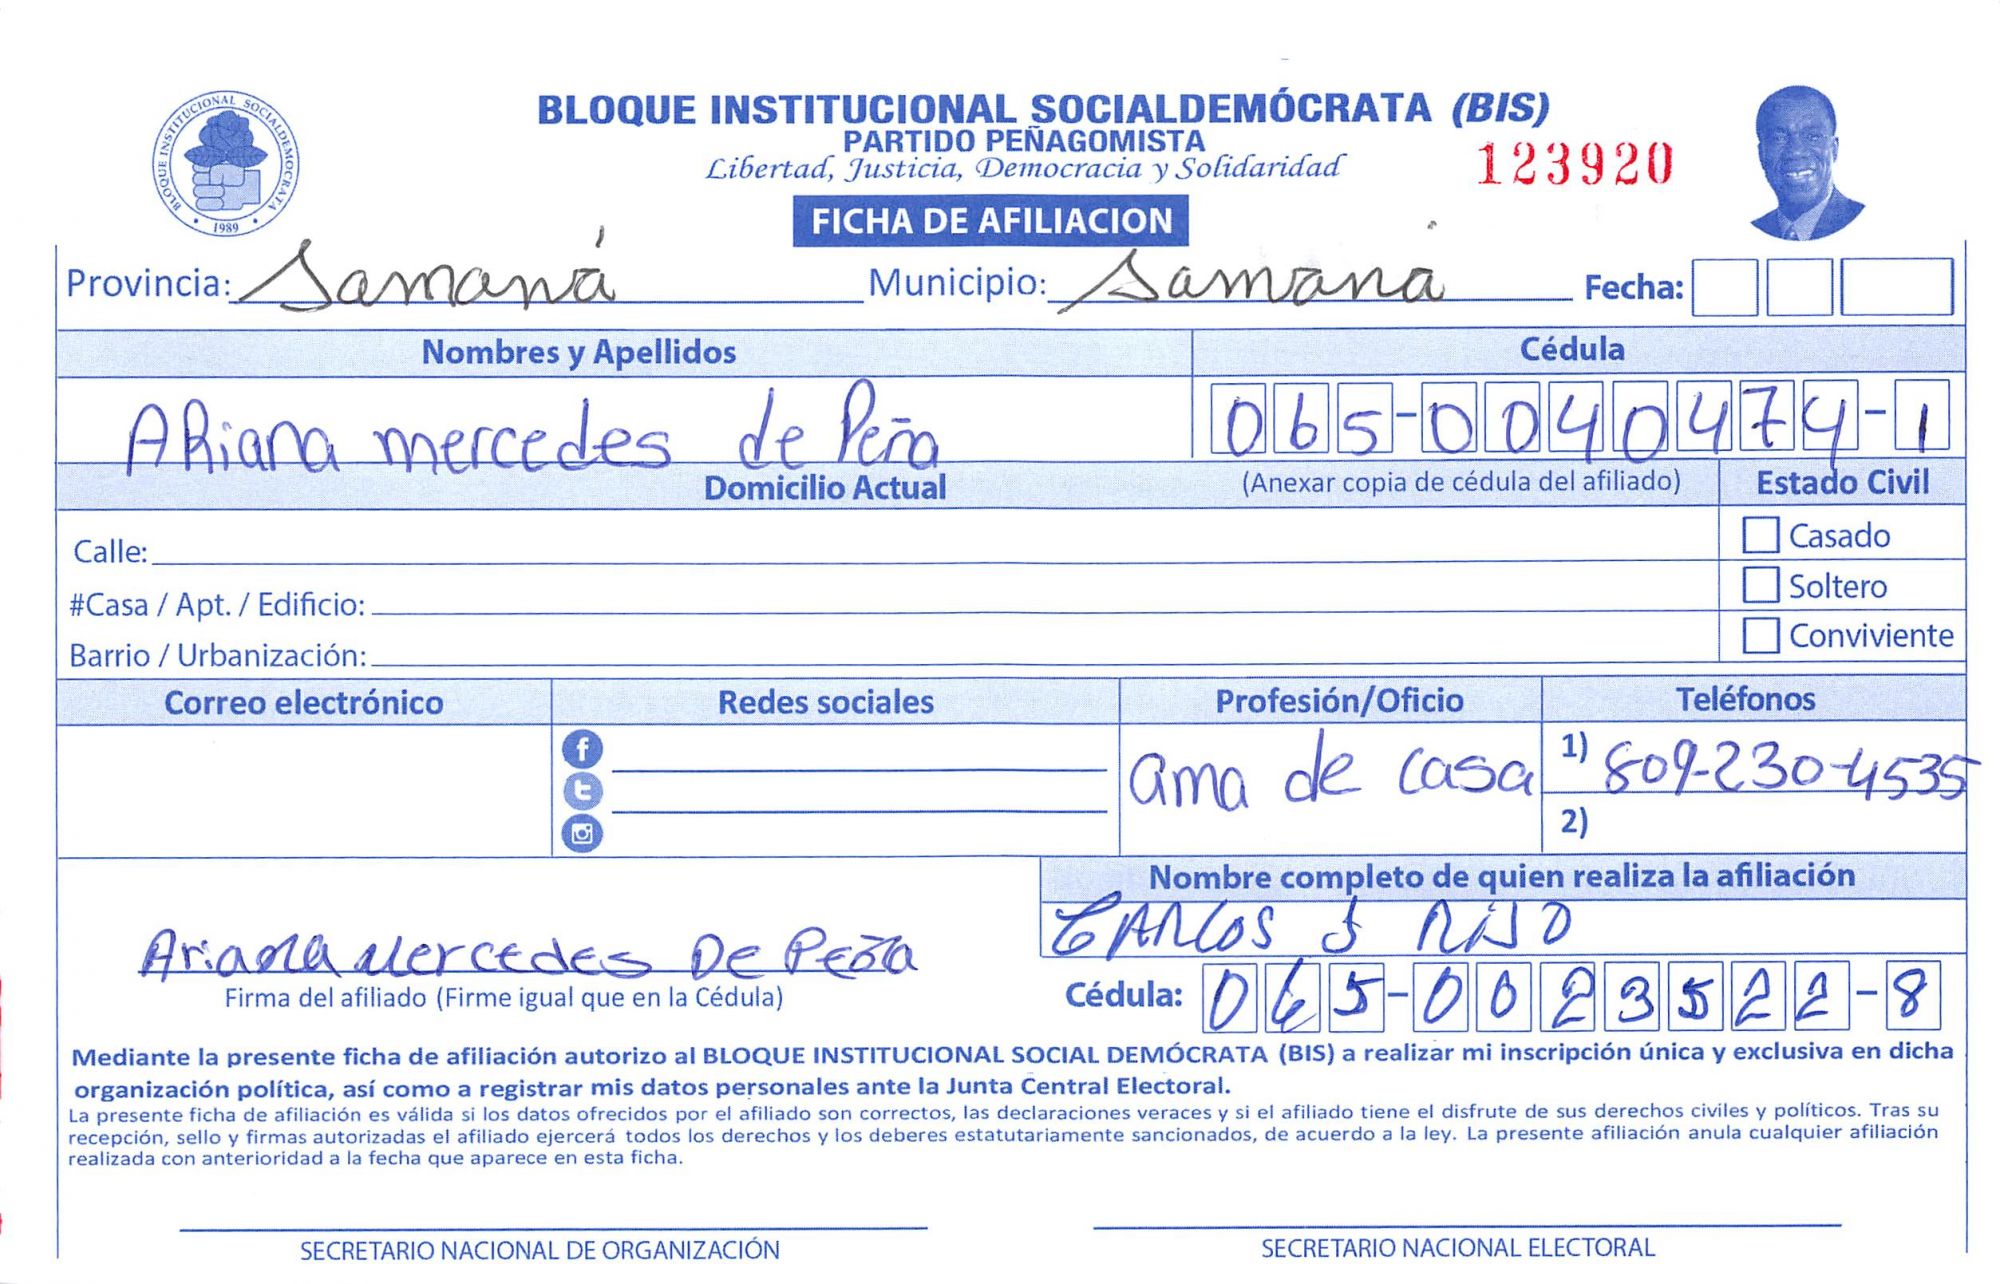 BLOQUE INSTITUCIONAL SOCIALDEMÓCRATA (BIS)
PARTIDO PEÑAGOMISTA
Libertad, Justicia, Democracia y Solidaridad
123920
BLOQUE INSTITUCIONAL SOCIALDEMOCRATA
1989
FICHA DE AFILIACION
Provincia: Samaná Municipio: Samaná Fecha:
Nombres y Apellidos Cédula
ARiana mercedes de Peña 065-0040474-1
Domicilio Actual (Anexar copia de cédula del afiliado) Estado Civil
Calle: Casado
#Casa / Apt. / Edificio: Soltero
Barrio / Urbanización: Conviviente
Correo electrónico Redes sociales Profesión/Oficio Teléfonos
ama de casa 1) 809-230-4535
2)
Nombre completo de quien realiza la afiliación
CARLOS J RIJO
Ariana Mercedes De Peña
Firma del afiliado (Firme igual que en la Cédula) Cédula: 065-0023522-8
Mediante la presente ficha de afiliación autorizo al BLOQUE INSTITUCIONAL SOCIAL DEMÓCRATA (BIS) a realizar mi inscripción única y exclusiva en dicha
organización política, así como a registrar mis datos personales ante la Junta Central Electoral.
La presente ficha de afiliación es válida si los datos ofrecidos por el afiliado son correctos, las declaraciones veraces y si el afiliado tiene el disfrute de sus derechos civiles y políticos. Tras su
recepción, sello y firmas autorizadas el afiliado ejercerá todos los derechos y los deberes estatutariamente sancionados, de acuerdo a la ley. La presente afiliación anula cualquier afiliación
realizada con anterioridad a la fecha que aparece en esta ficha.
SECRETARIO NACIONAL DE ORGANIZACIÓN SECRETARIO NACIONAL ELECTORAL